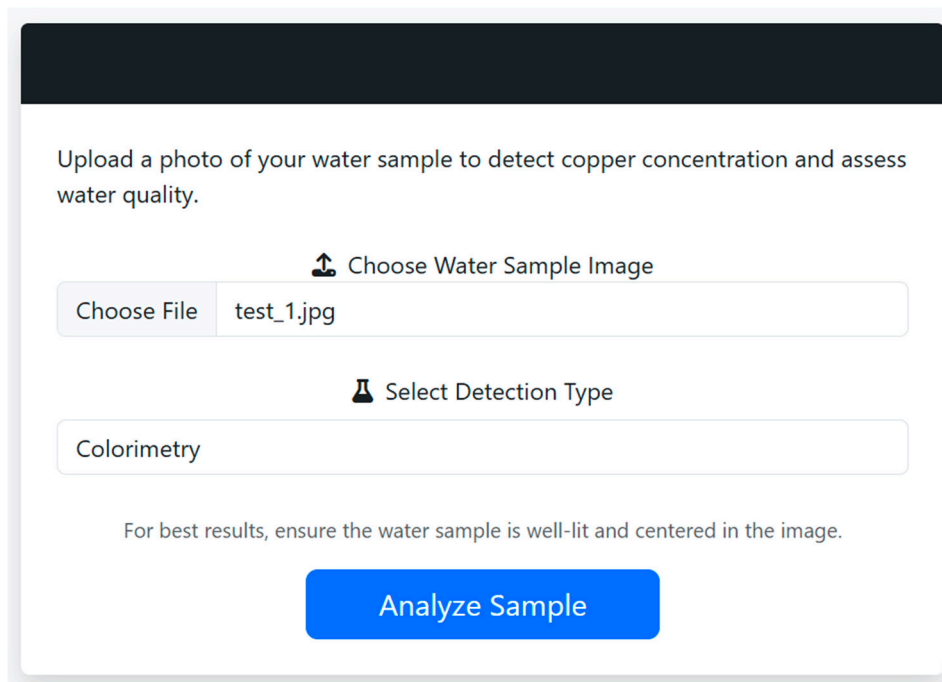 Upload a photo of your water sample to detect copper concentration and assess
water quality.
Choose Water Sample Image
Choose File test_1.jpg
Select Detection Type
Colorimetry
For best results, ensure the water sample is well-lit and centered in the image.
Analyze Sample